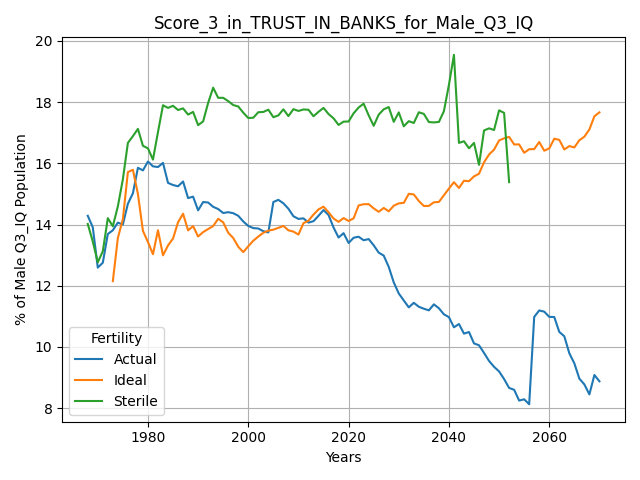 Score_3_in_TRUST_IN_BANKS_for_Male_Q3_IQ
% of Male Q3_IQ Population
20
18
16
14
12
10
8
Fertility
Actual
Ideal
Sterile
1980
2000
2020
2040
2060
Years